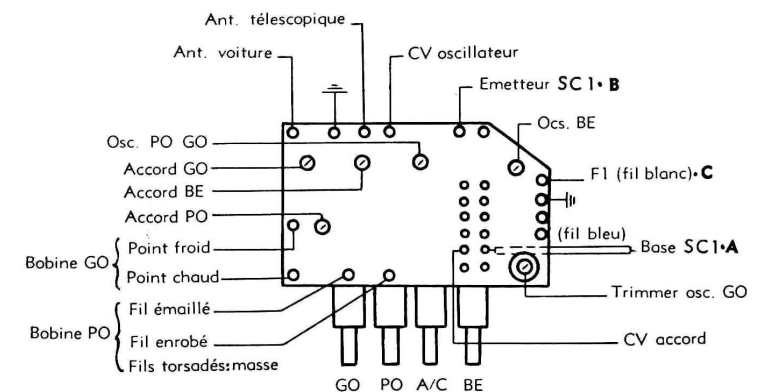 Ant. télescopique
Ant. voiture
CV oscillateur
Emetteur SC1•B
Ocs. BE
Osc. PO GO
Accord GO
F1 (fil blanc)•C
Accord BE
Accord PO
(fil bleu)
Base SC1•A
Bobine GO
Point froid
Point chaud
Trimmer osc. GO
Bobine PO
Fil émaillé
Fil enrobé
Fils torsadés:masse
CV accord
GO PO A/C BE